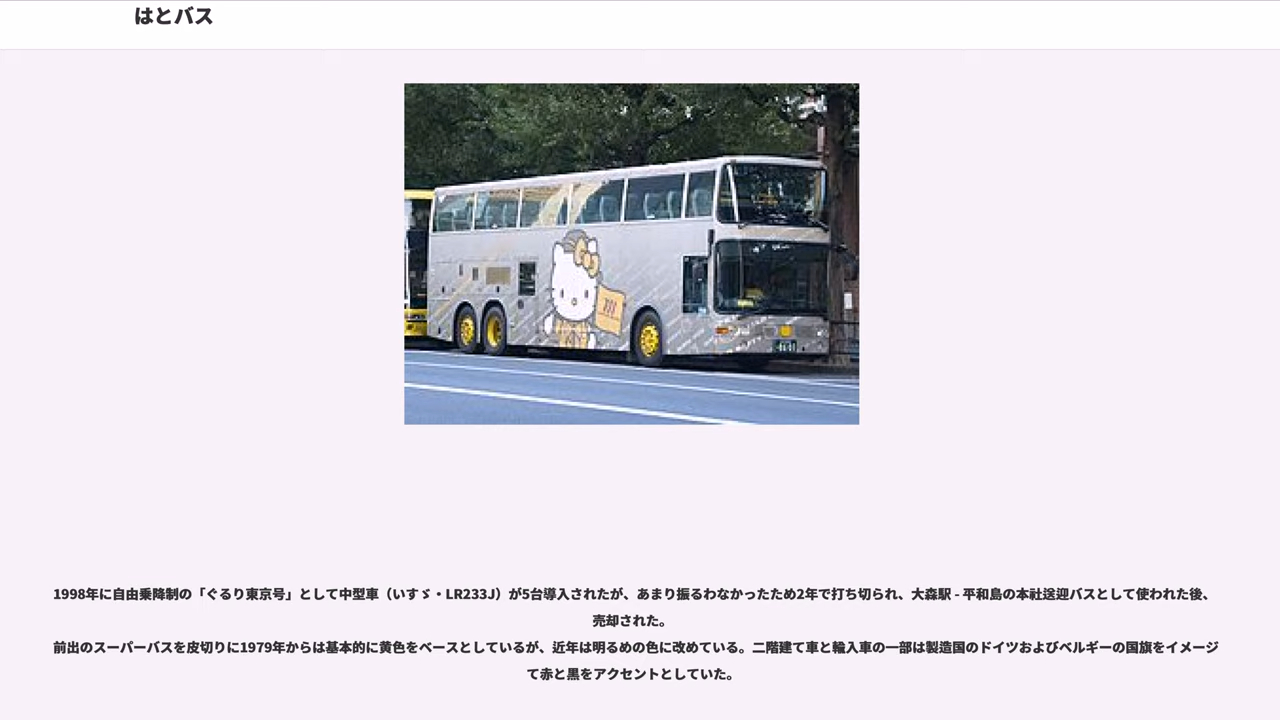 はとバス
1998年に自由乗降制の「ぐるり東京号」として中型車（いすゞ・LR233J）が5台導入されたが、あまり振るわなかったため2年で打ち切られ、大森駅 - 平和島の本社送迎バスとして使われた後、
売却された。
前出のスーパーバスを皮切りに1979年からは基本的に黄色をベースとしているが、近年は明るめの色に改めている。二階建て車と輸入車の一部は製造国のドイツおよびベルギーの国旗をイメージ
て赤と黒をアクセントとしていた。